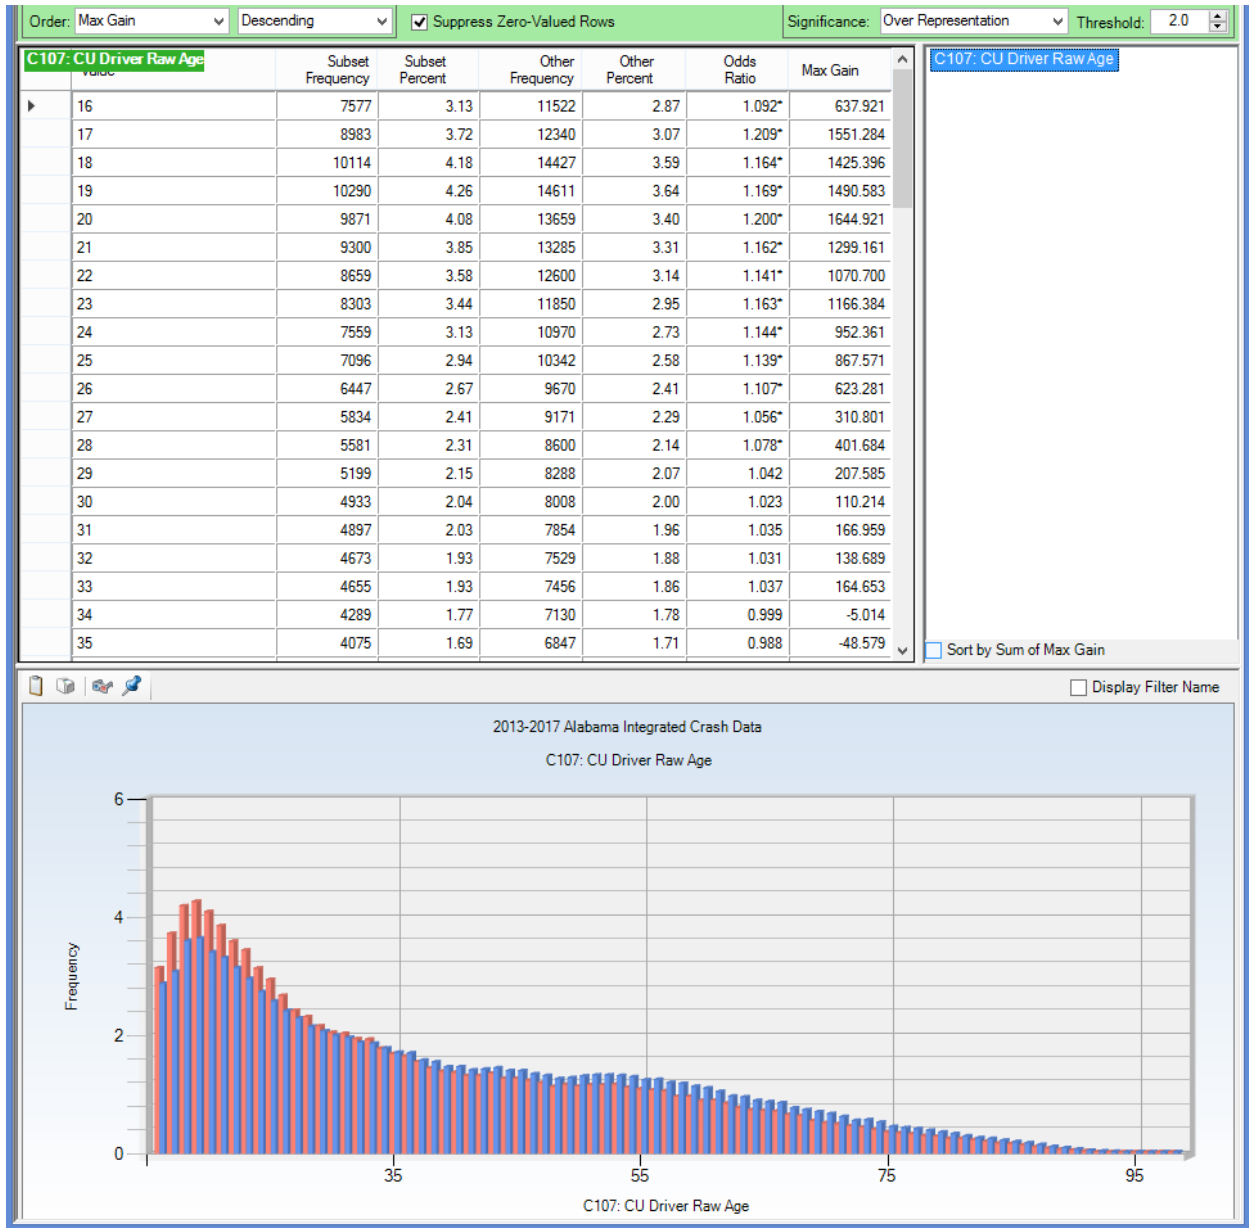 Order: Max Gain Descending Suppress Zero-Valued Rows Significance: Over Representation Threshold: 2.0
C107: CU Driver Raw Age Subset Frequency Subset Percent Other Frequency Other Percent Odds Ratio Max Gain
C107: CU Driver Raw Age
16 7577 3.13 11522 2.87 1.092* 637.921
17 8983 3.72 12340 3.07 1.209* 1551.284
18 10114 4.18 14427 3.59 1.164* 1425.396
19 10290 4.26 14611 3.64 1.169* 1490.583
20 9871 4.08 13659 3.40 1.200* 1644.921
21 9300 3.85 13285 3.31 1.162* 1299.161
22 8659 3.58 12600 3.14 1.141* 1070.700
23 8303 3.44 11850 2.95 1.163* 1166.384
24 7559 3.13 10970 2.73 1.144* 952.361
25 7096 2.94 10342 2.58 1.139* 867.571
26 6447 2.67 9670 2.41 1.107* 623.281
27 5834 2.41 9171 2.29 1.056* 310.801
28 5581 2.31 8600 2.14 1.078* 401.684
29 5199 2.15 8288 2.07 1.042 207.585
30 4933 2.04 8008 2.00 1.023 110.214
31 4897 2.03 7854 1.96 1.035 166.959
32 4673 1.93 7529 1.88 1.031 138.689
33 4655 1.93 7456 1.86 1.037 164.653
34 4289 1.77 7130 1.78 0.999 -5.014
35 4075 1.69 6847 1.71 0.988 -48.579
Sort by Sum of Max Gain
Display Filter Name
2013-2017 Alabama Integrated Crash Data
C107: CU Driver Raw Age
6
4
Frequency
2
0
35 55 75 95
C107: CU Driver Raw Age